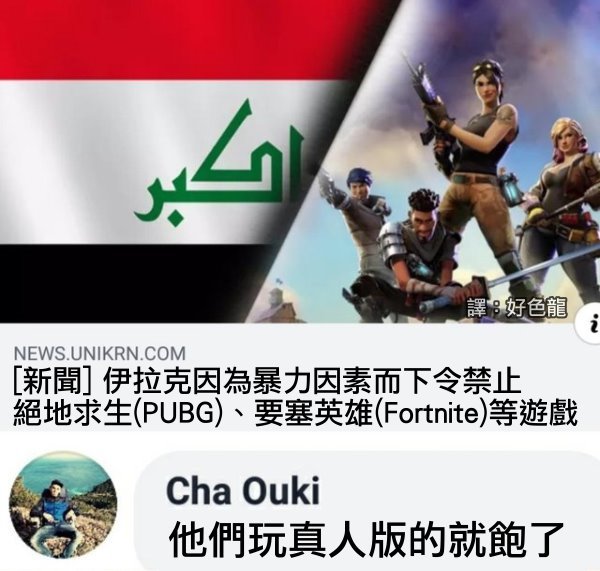 اكبر
譯：好色龍
i
NEWS.UNIKRN.COM
[新聞] 伊拉克因為暴力因素而下令禁止
絕地求生(PUBG)、要塞英雄(Fortnite)等遊戲
Cha Ouki
他們玩真人版的就飽了